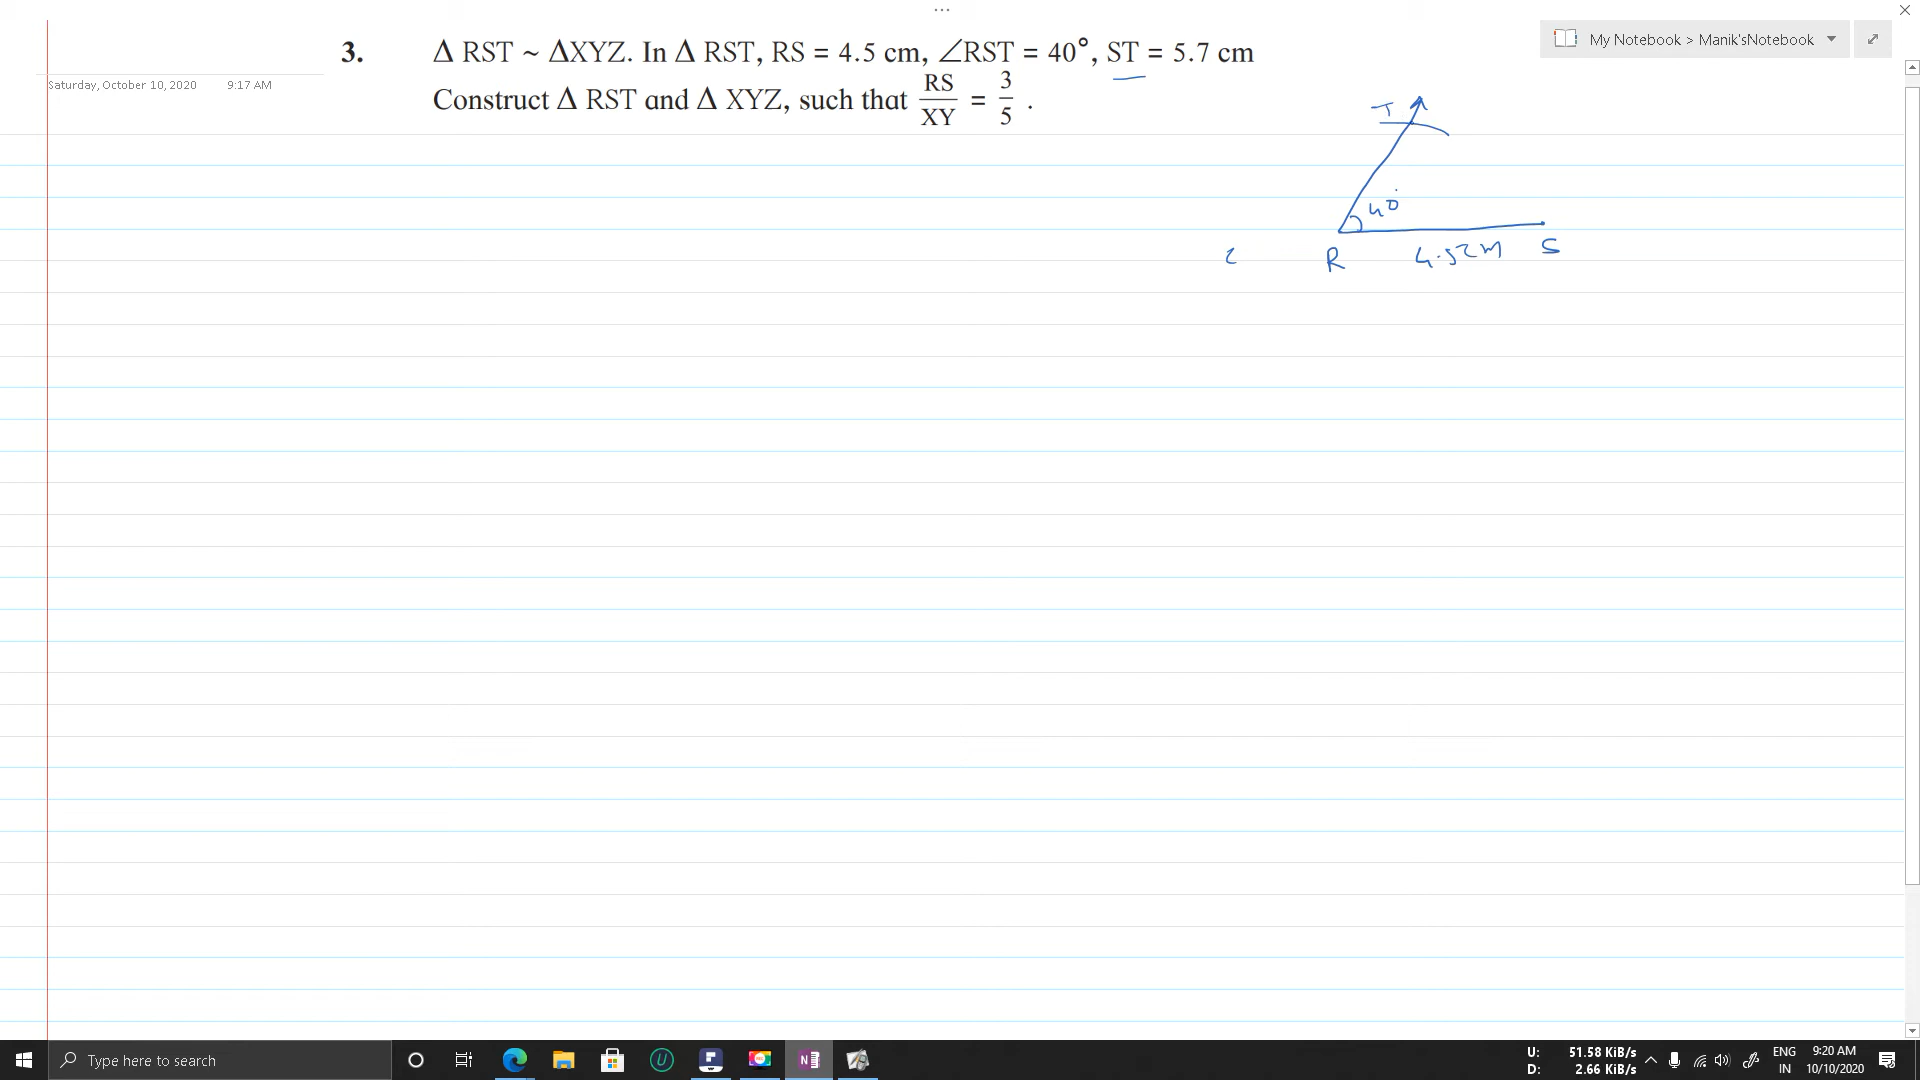 ...
My Notebook > Manik'sNotebook
3. Δ RST ~ ΔXYZ. In Δ RST, RS = 4.5 cm, ∠RST = 40°, ST = 5.7 cm
Saturday, October 10, 2020 9:17 AM
Construct Δ RST and Δ XYZ, such that RS/XY = 3/5 .
T
40°
R 4.5cm S
Type here to search
U: 51.58 KiB/s
D: 2.66 KiB/s
ENG
IN
9:20 AM
10/10/2020